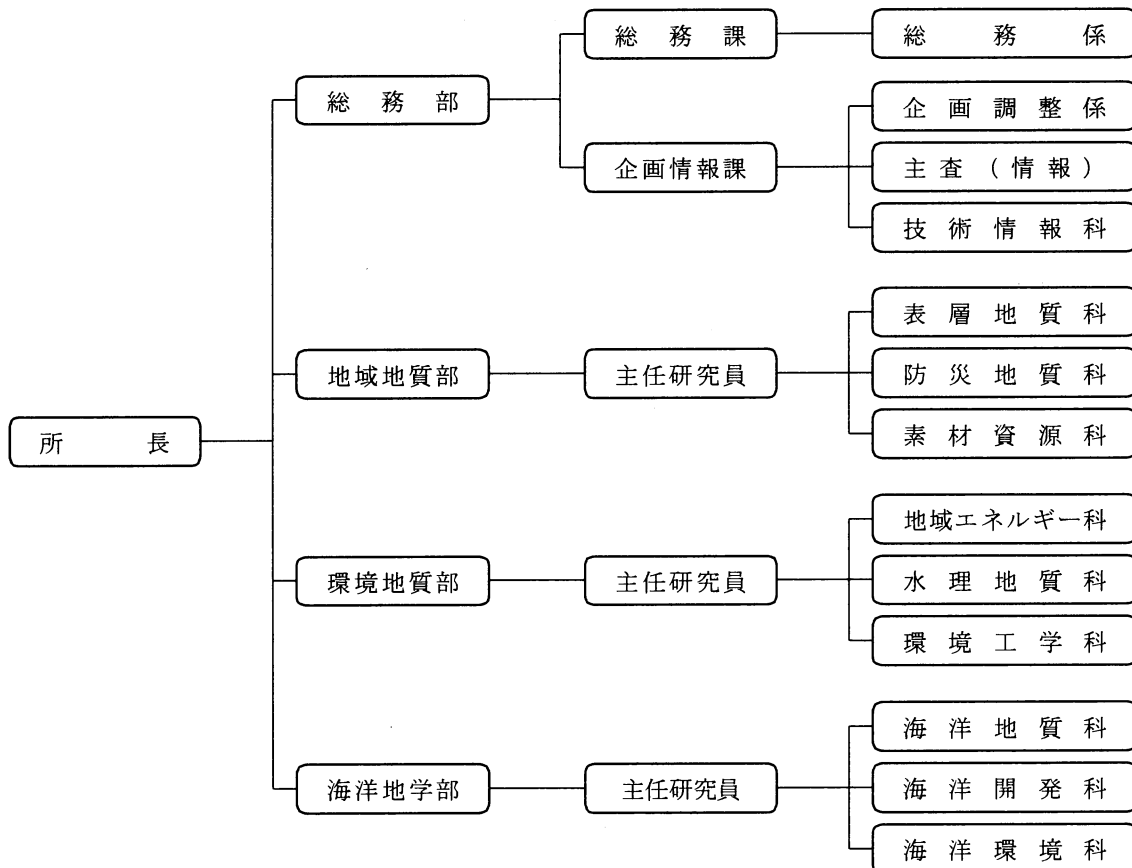 所長
総務部
総務課
総務係
企画情報課
企画調整係
主査（情報）
技術情報科
地域地質部
主任研究員
表層地質科
防災地質科
素材資源科
環境地質部
主任研究員
地域エネルギー科
水理地質科
環境工学科
海洋地学部
主任研究員
海洋地質科
海洋開発科
海洋環境科